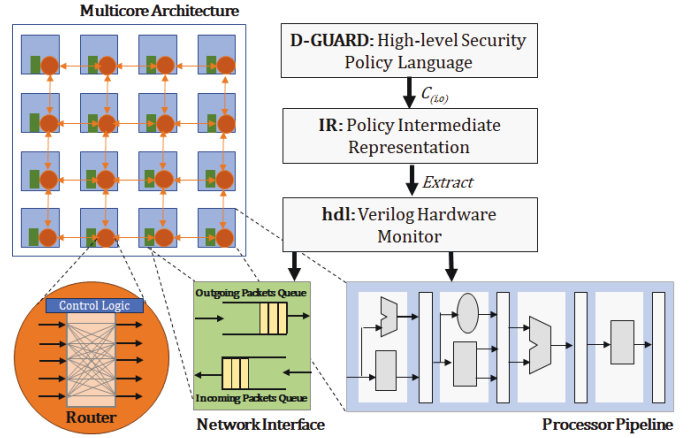 Multicore Architecture
D-GUARD: High-level Security
Policy Language
C(Lo)
IR: Policy Intermediate
Representation
Extract
hdl: Verilog Hardware
Monitor
Control Logic
Router
Outgoing Packets Queue
Incoming Packets Queue
Network Interface
Processor Pipeline